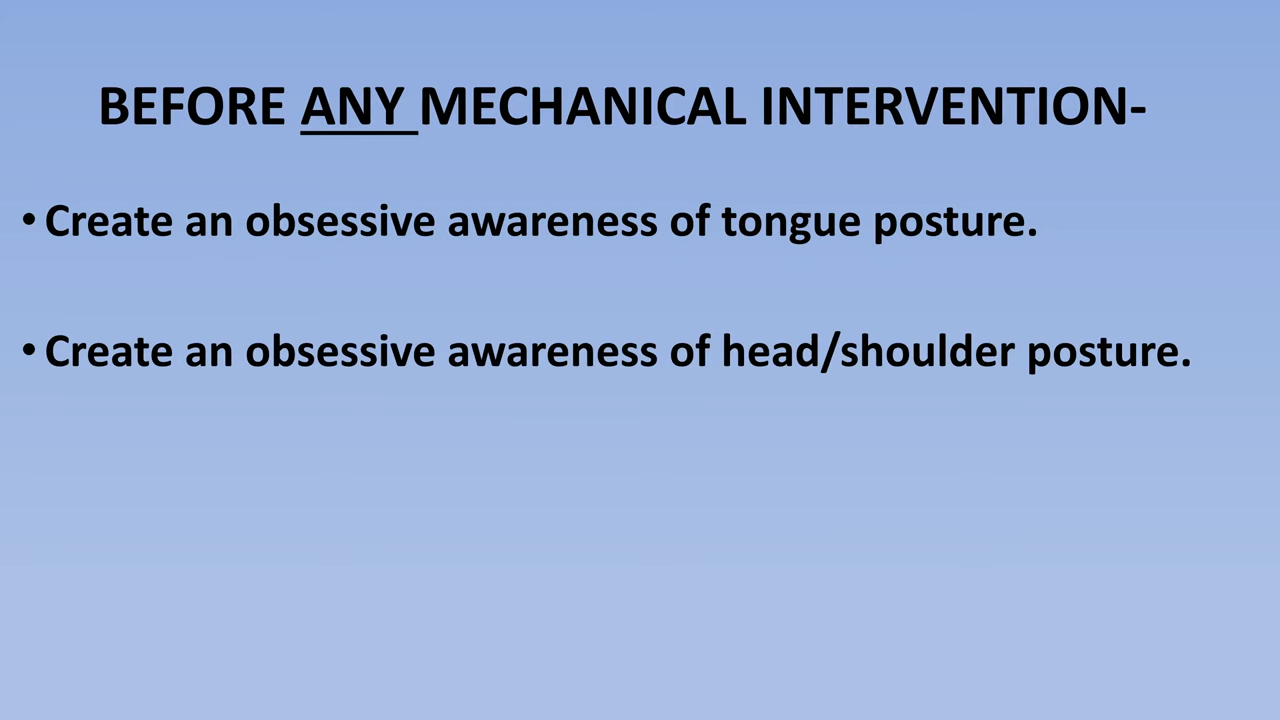 BEFORE ANY MECHANICAL INTERVENTION-
• Create an obsessive awareness of tongue posture.
• Create an obsessive awareness of head/shoulder posture.